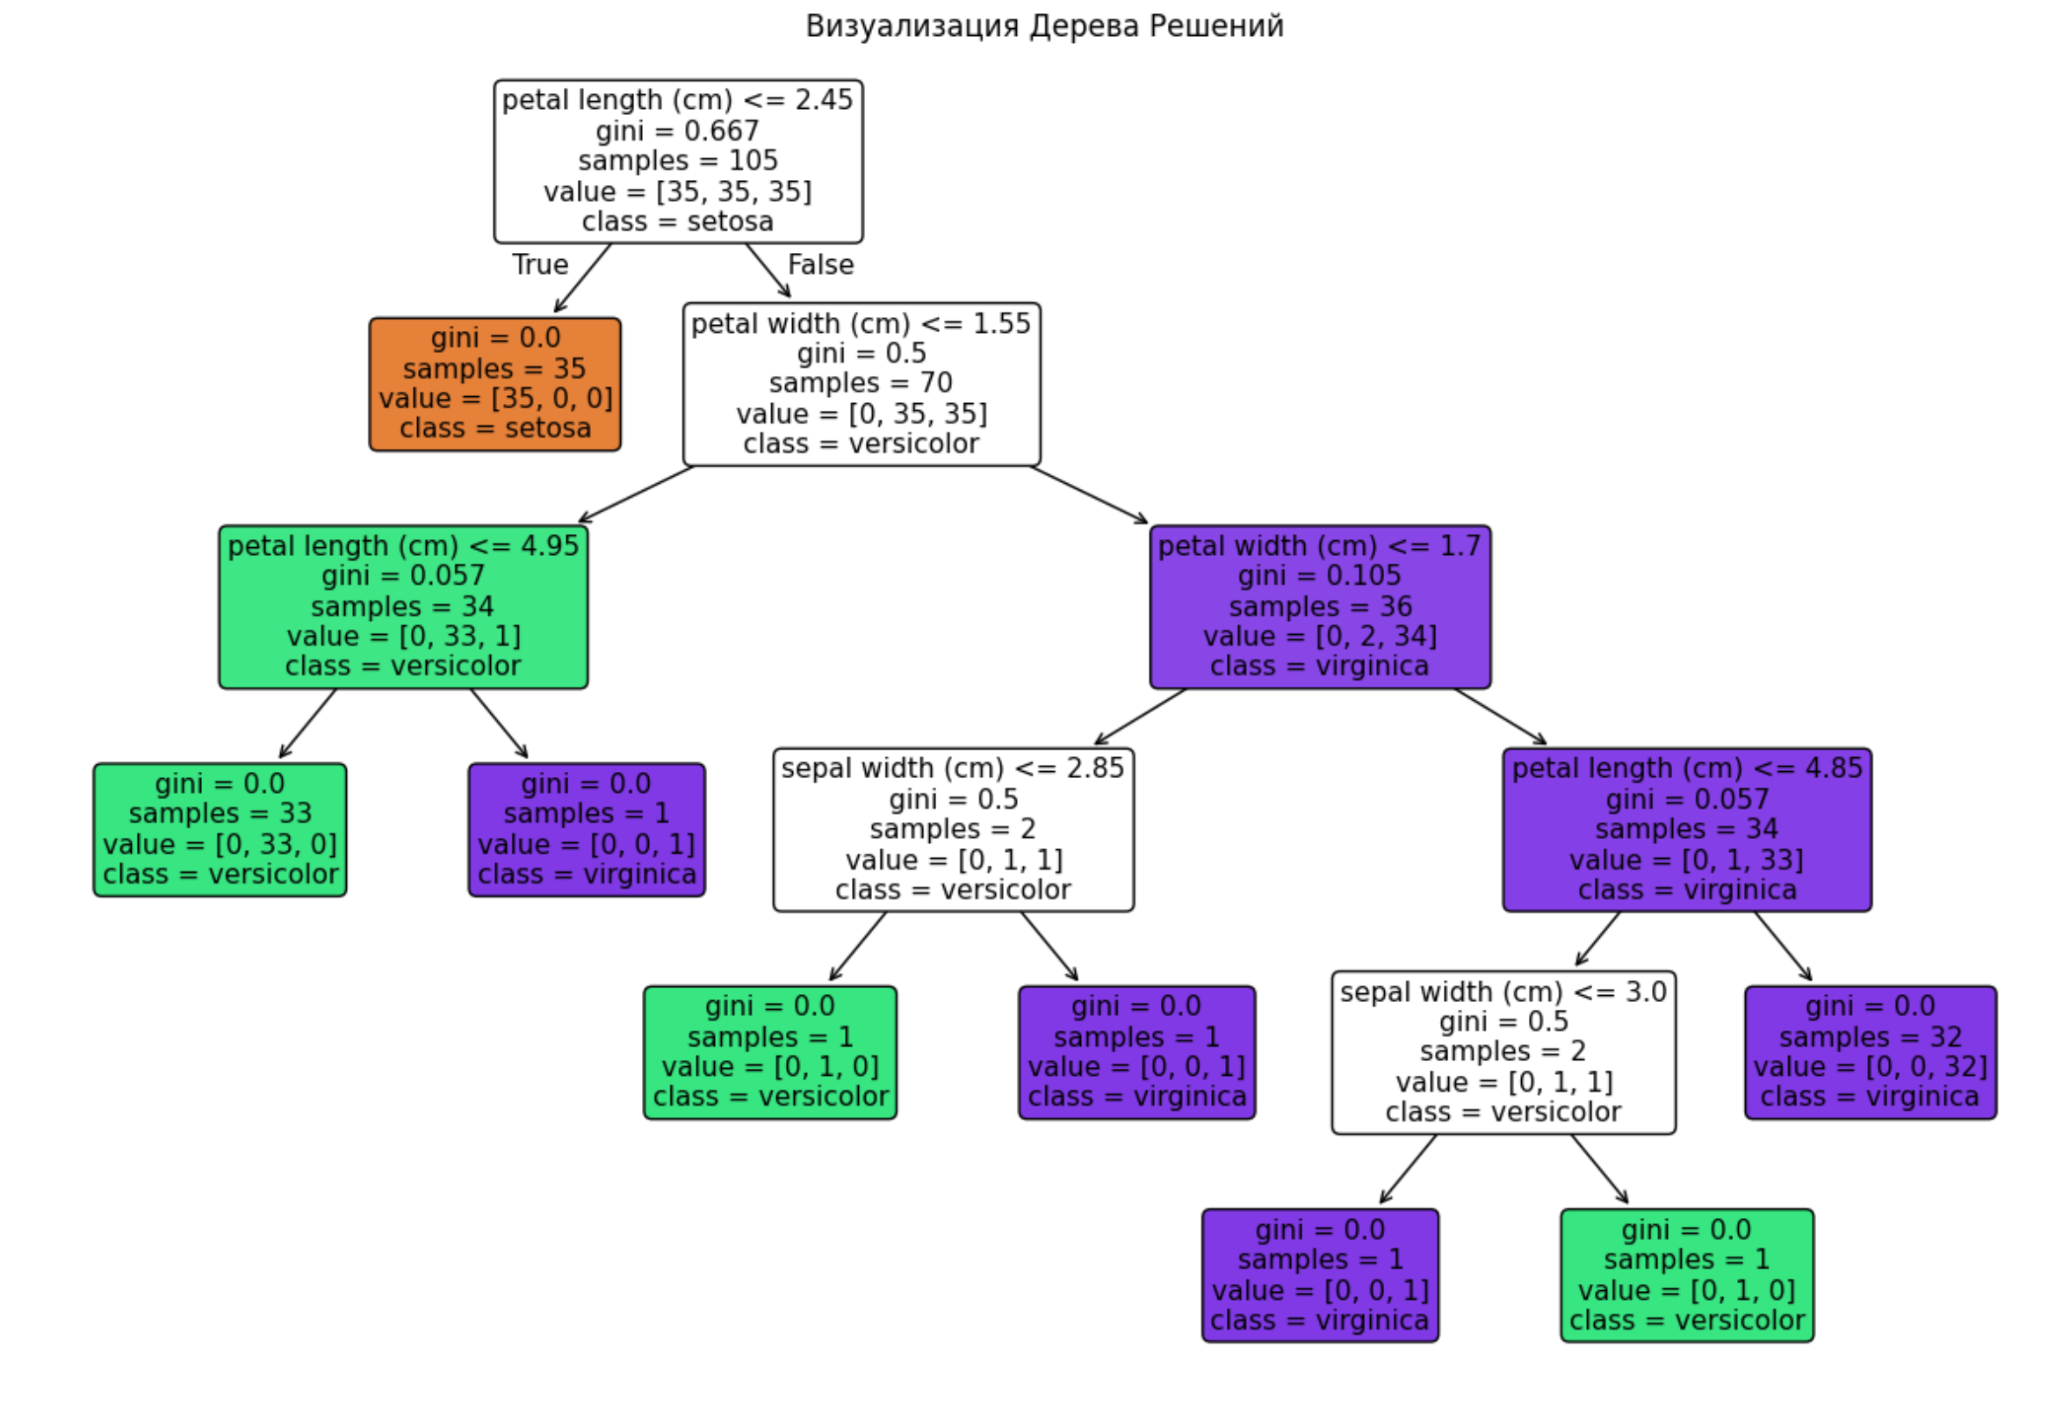 Визуализация Дерева Решений
petal length (cm) <= 2.45
gini = 0.667
samples = 105
value = [35, 35, 35]
class = setosa
True
False
gini = 0.0
samples = 35
value = [35, 0, 0]
class = setosa
petal width (cm) <= 1.55
gini = 0.5
samples = 70
value = [0, 35, 35]
class = versicolor
petal length (cm) <= 4.95
gini = 0.057
samples = 34
value = [0, 33, 1]
class = versicolor
petal width (cm) <= 1.7
gini = 0.105
samples = 36
value = [0, 2, 34]
class = virginica
gini = 0.0
samples = 33
value = [0, 33, 0]
class = versicolor
gini = 0.0
samples = 1
value = [0, 0, 1]
class = virginica
sepal width (cm) <= 2.85
gini = 0.5
samples = 2
value = [0, 1, 1]
class = versicolor
petal length (cm) <= 4.85
gini = 0.057
samples = 34
value = [0, 1, 33]
class = virginica
gini = 0.0
samples = 1
value = [0, 1, 0]
class = versicolor
gini = 0.0
samples = 1
value = [0, 0, 1]
class = virginica
sepal width (cm) <= 3.0
gini = 0.5
samples = 2
value = [0, 1, 1]
class = versicolor
gini = 0.0
samples = 32
value = [0, 0, 32]
class = virginica
gini = 0.0
samples = 1
value = [0, 0, 1]
class = virginica
gini = 0.0
samples = 1
value = [0, 1, 0]
class = versicolor